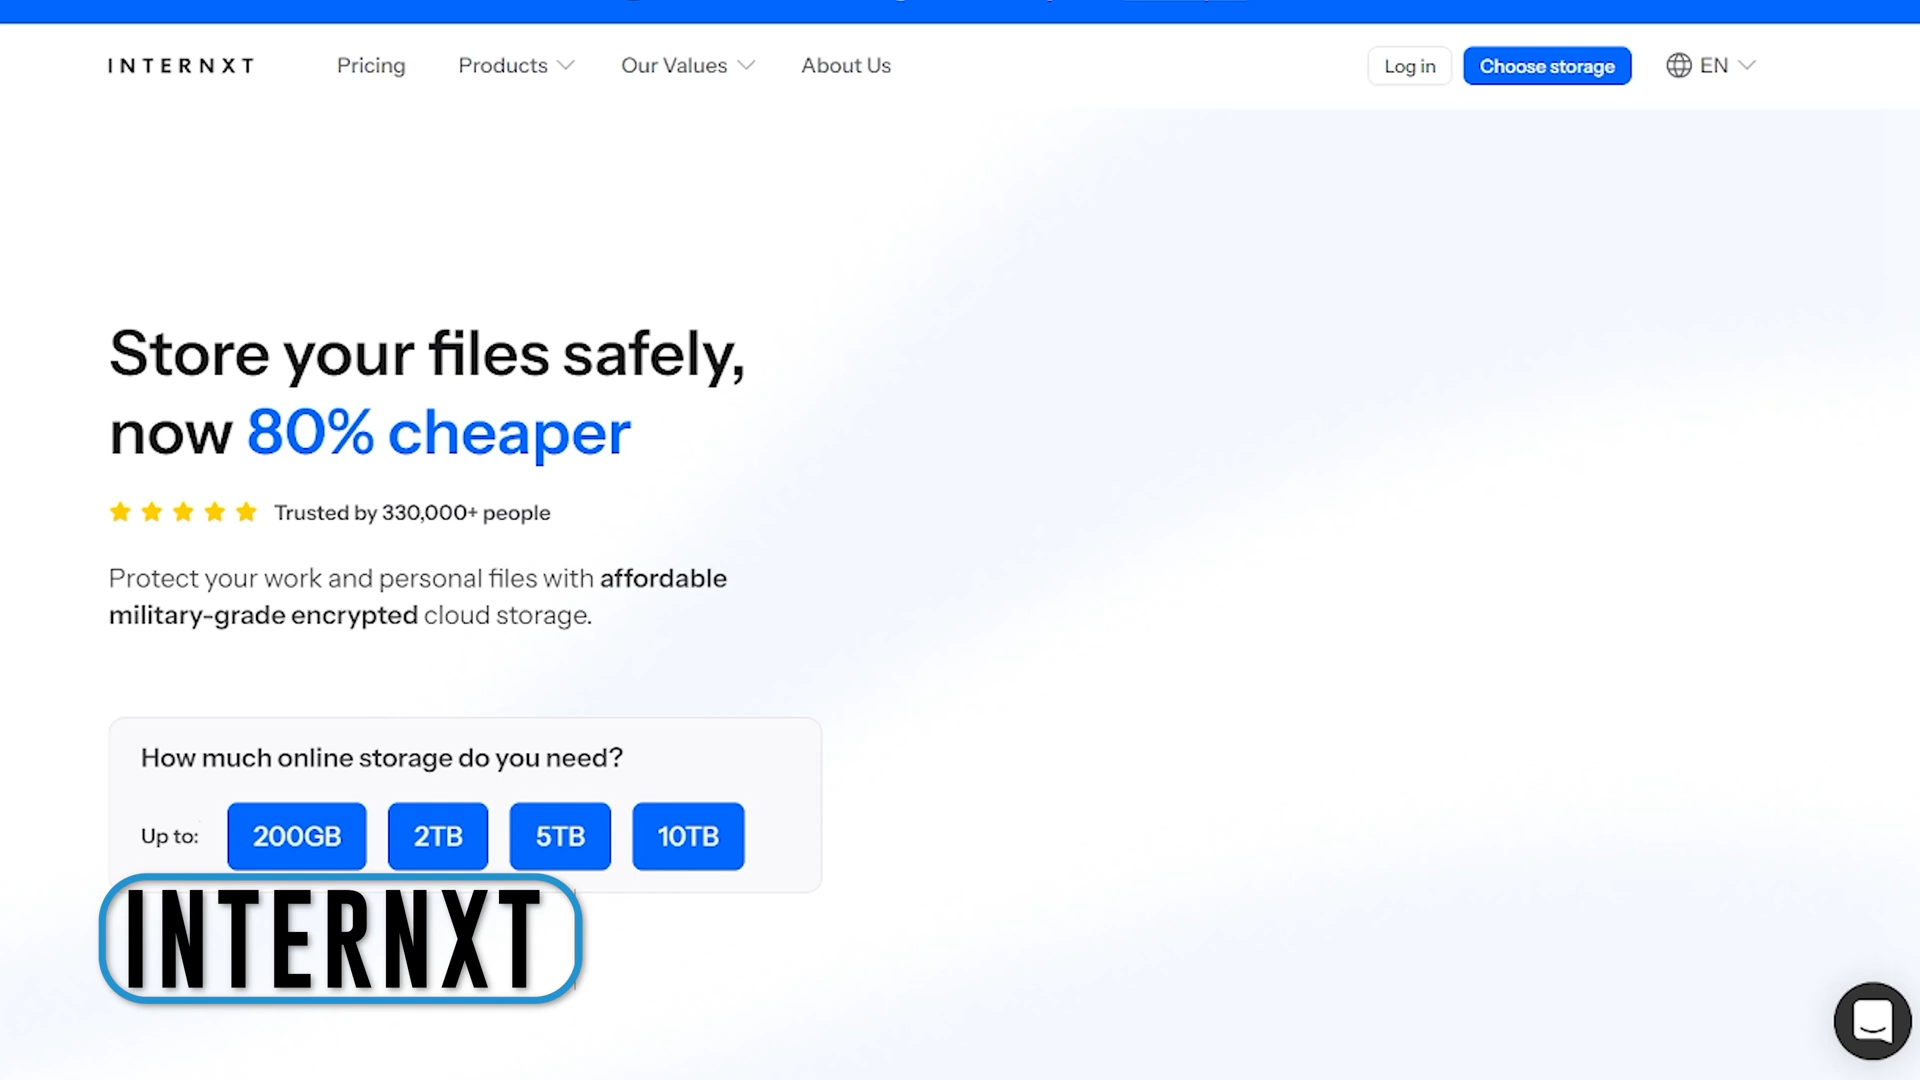 INTERNXT
Pricing
Products
Our Values
About Us
Log in
Choose storage
EN
Store your files safely,
now 80% cheaper
Trusted by 330,000+ people
Protect your work and personal files with affordable
military-grade encrypted cloud storage.
How much online storage do you need?
Up to:
200GB
2TB
5TB
10TB
INTERNXT